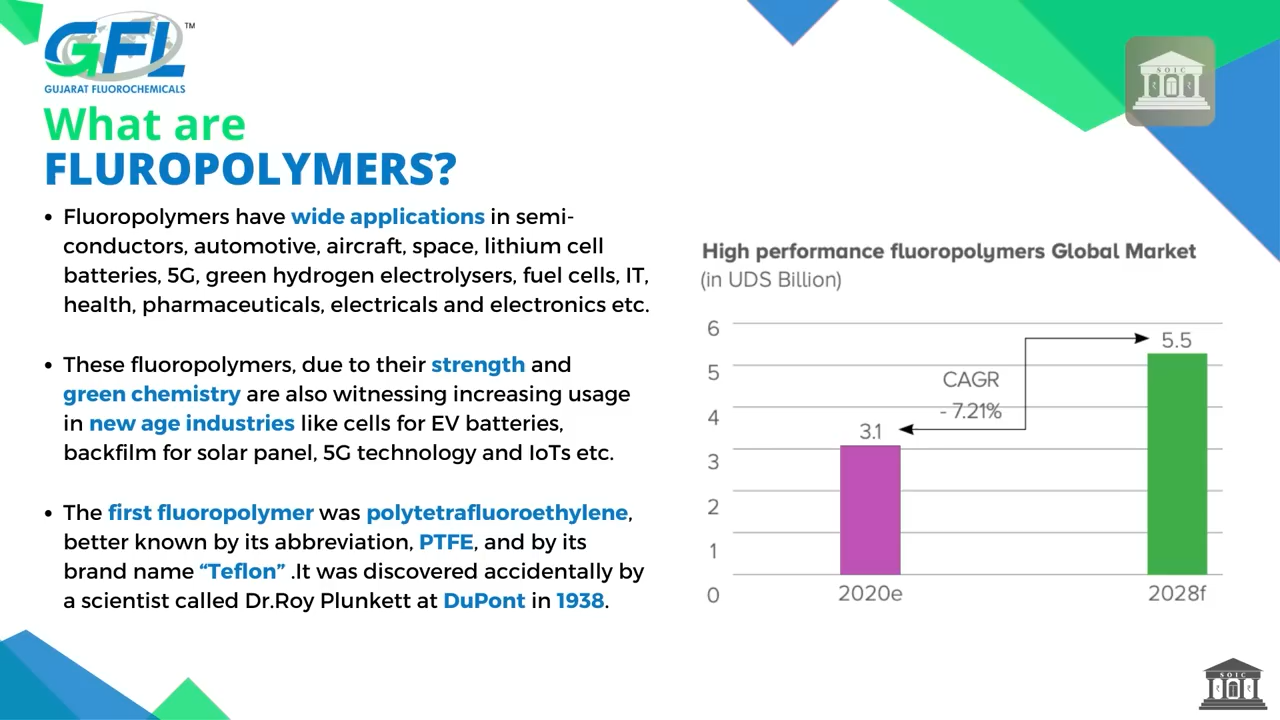 GFL™
GUJARAT FLUOROCHEMICALS
What are
FLUROPOLYMERS?
• Fluoropolymers have wide applications in semi-
conductors, automotive, aircraft, space, lithium cell
batteries, 5G, green hydrogen electrolysers, fuel cells, IT,
health, pharmaceuticals, electricals and electronics etc.
• These fluoropolymers, due to their strength and
green chemistry are also witnessing increasing usage
in new age industries like cells for EV batteries,
backfilm for solar panel, 5G technology and IoTs etc.
• The first fluoropolymer was polytetrafluoroethylene,
better known by its abbreviation, PTFE, and by its
brand name “Teflon” .It was discovered accidentally by
a scientist called Dr.Roy Plunkett at DuPont in 1938.
SOIC
High performance fluoropolymers Global Market
(in UDS Billion)
6
5
4
3
2
1
0
3.1
CAGR
- 7.21%
5.5
2020e
2028f
SOIC